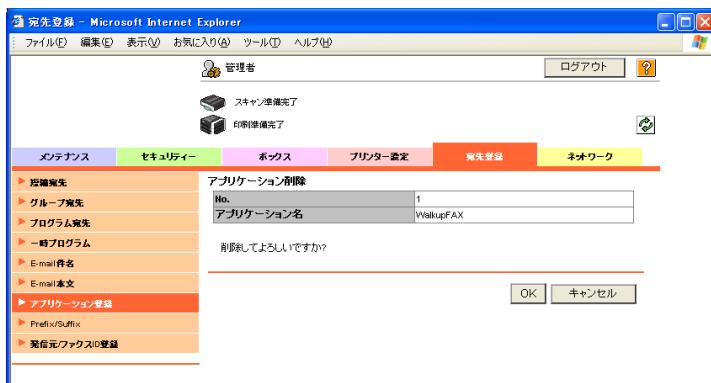 宛先登録 - Microsoft Internet Explorer
ファイル(F) 編集(E) 表示(V) お気に入り(A) ツール(T) ヘルプ(H)
管理者
ログアウト
?
スキャン準備完了
印刷準備完了
メンテナンス セキュリティー ボックス プリンター設定 宛先登録 ネットワーク
短縮宛先
グループ宛先
プログラム宛先
一時プログラム
E-mail件名
E-mail本文
アプリケーション登録
Prefix/Suffix
発信元/ファクスID登録
アプリケーション削除
No. 1
アプリケーション名 WalkupFAX
削除してよろしいですか?
OK キャンセル